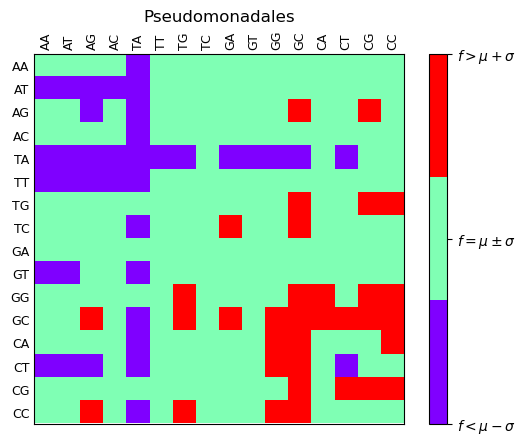 Pseudomonadales
AA AT AG AC TA TT TG TC GA GT GG GC CA CT CG CC
AA
AT
AG
AC
TA
TT
TG
TC
GA
GT
GG
GC
CA
CT
CG
CC
f > μ + σ
f = μ ± σ
f < μ − σ